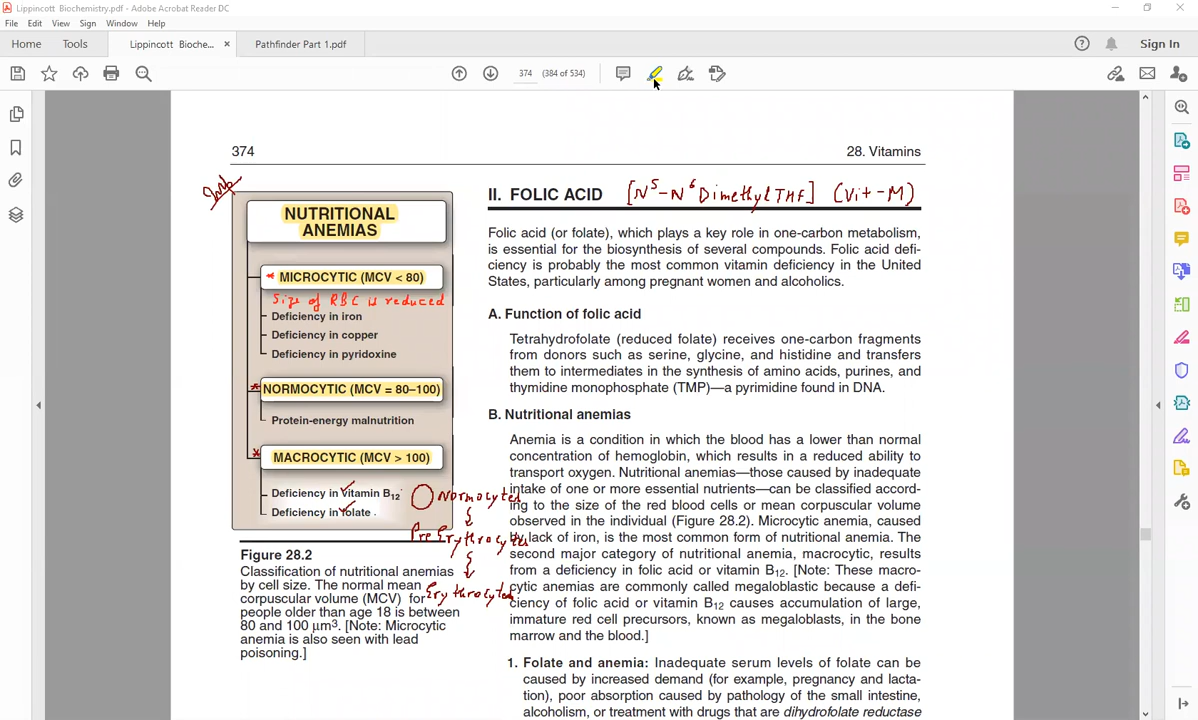 Lippincott Biochemistry.pdf - Adobe Acrobat Reader DC
File Edit View Sign Window Help
Home Tools Lippincott Bioche... × Pathfinder Part 1.pdf Sign In
374 (384 of 534)
374
28. Vitamins
NUTRITIONAL
ANEMIAS
* MICROCYTIC (MCV < 80)
Size of RBC is reduced
Deficiency in iron
Deficiency in copper
Deficiency in pyridoxine
* NORMOCYTIC (MCV = 80–100)
Protein-energy malnutrition
* MACROCYTIC (MCV > 100)
Deficiency in vitamin B12
Deficiency in folate
Normocytes
Pro Erythrocytes
Erythrocytes
Figure 28.2
Classification of nutritional anemias
by cell size. The normal mean
corpuscular volume (MCV) for
people older than age 18 is between
80 and 100 μm³. [Note: Microcytic
anemia is also seen with lead
poisoning.]
II. FOLIC ACID [N⁵-N⁶ Dimethyl THF] (Vit-M)
Folic acid (or folate), which plays a key role in one-carbon metabolism,
is essential for the biosynthesis of several compounds. Folic acid defi-
ciency is probably the most common vitamin deficiency in the United
States, particularly among pregnant women and alcoholics.
A. Function of folic acid
Tetrahydrofolate (reduced folate) receives one-carbon fragments
from donors such as serine, glycine, and histidine and transfers
them to intermediates in the synthesis of amino acids, purines, and
thymidine monophosphate (TMP)—a pyrimidine found in DNA.
B. Nutritional anemias
Anemia is a condition in which the blood has a lower than normal
concentration of hemoglobin, which results in a reduced ability to
transport oxygen. Nutritional anemias—those caused by inadequate
intake of one or more essential nutrients—can be classified accord-
ing to the size of the red blood cells or mean corpuscular volume
observed in the individual (Figure 28.2). Microcytic anemia, caused
by lack of iron, is the most common form of nutritional anemia. The
second major category of nutritional anemia, macrocytic, results
from a deficiency in folic acid or vitamin B12. [Note: These macro-
cytic anemias are commonly called megaloblastic because a defi-
ciency of folic acid or vitamin B12 causes accumulation of large,
immature red cell precursors, known as megaloblasts, in the bone
marrow and the blood.]
1. Folate and anemia: Inadequate serum levels of folate can be
caused by increased demand (for example, pregnancy and lacta-
tion), poor absorption caused by pathology of the small intestine,
alcoholism, or treatment with drugs that are dihydrofolate reductase